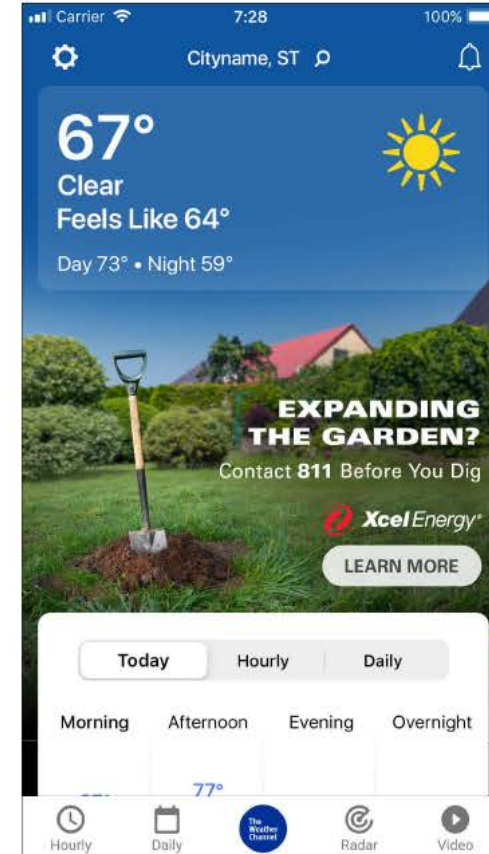 Carrier 7:28 100%
Cityname, ST
67°
Clear
Feels Like 64°
Day 73° • Night 59°
EXPANDING
THE GARDEN?
Contact 811 Before You Dig
Xcel Energy®
LEARN MORE
Today Hourly Daily
Morning Afternoon Evening Overnight
77°
The
Weather
Channel
Hourly Daily Radar Video